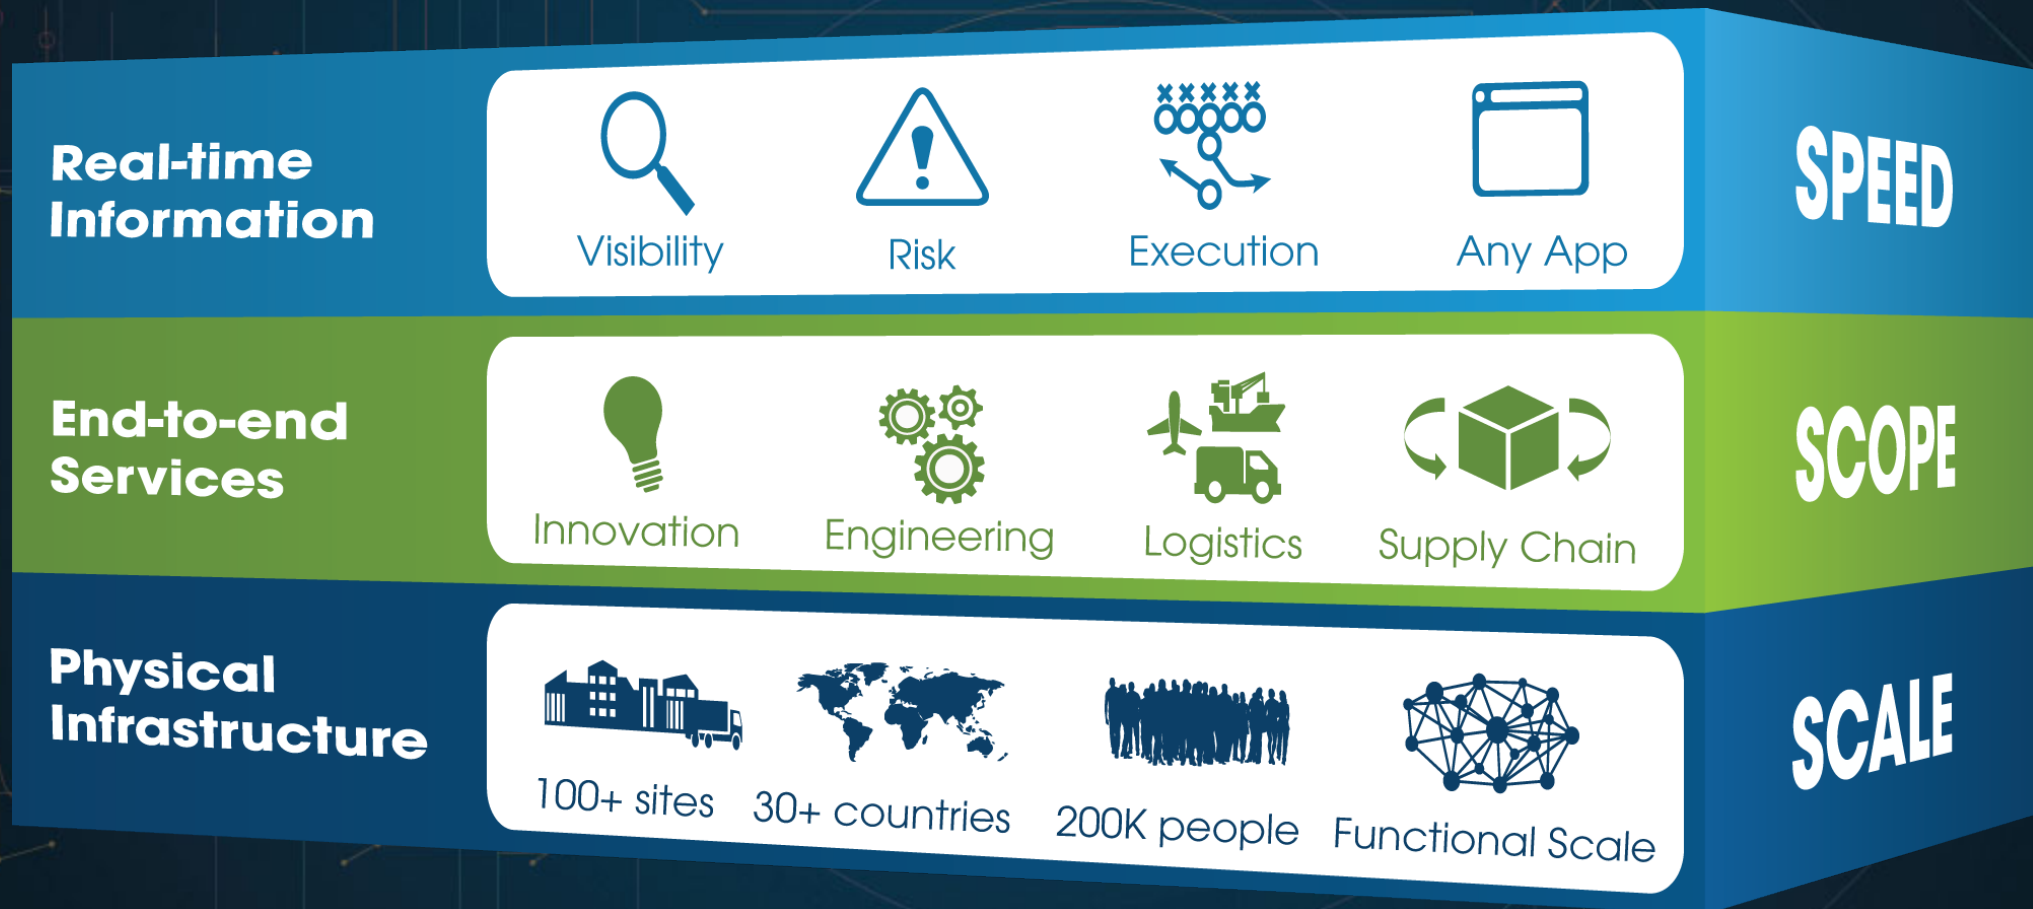 Real-time
Information
Visibility
Risk
Execution
Any App
SPEED
End-to-end
Services
Innovation
Engineering
Logistics
Supply Chain
SCOPE
Physical
Infrastructure
100+ sites
30+ countries
200K people
Functional Scale
SCALE